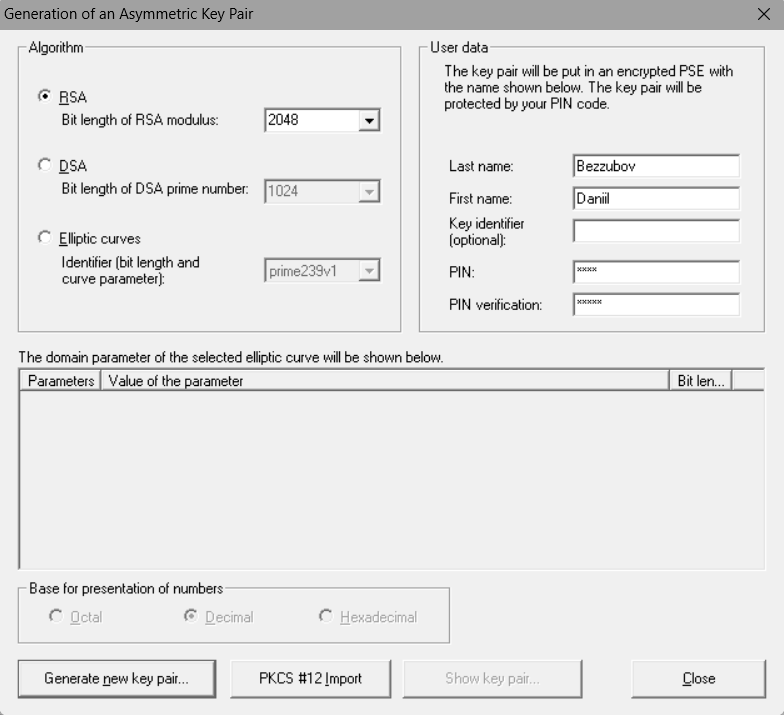 Generation of an Asymmetric Key Pair
Algorithm
RSA
Bit length of RSA modulus:
2048
DSA
Bit length of DSA prime number:
1024
Elliptic curves
Identifier (bit length and
curve parameter):
prime239v1
User data
The key pair will be put in an encrypted PSE with
the name shown below. The key pair will be
protected by your PIN code.
Last name:
Bezzubov
First name:
Daniil
Key identifier
(optional):
PIN:
****
PIN verification:
*****
The domain parameter of the selected elliptic curve will be shown below.
Parameters Value of the parameter Bit len...
Base for presentation of numbers
Octal Decimal Hexadecimal
Generate new key pair... PKCS #12 Import Show key pair... Close